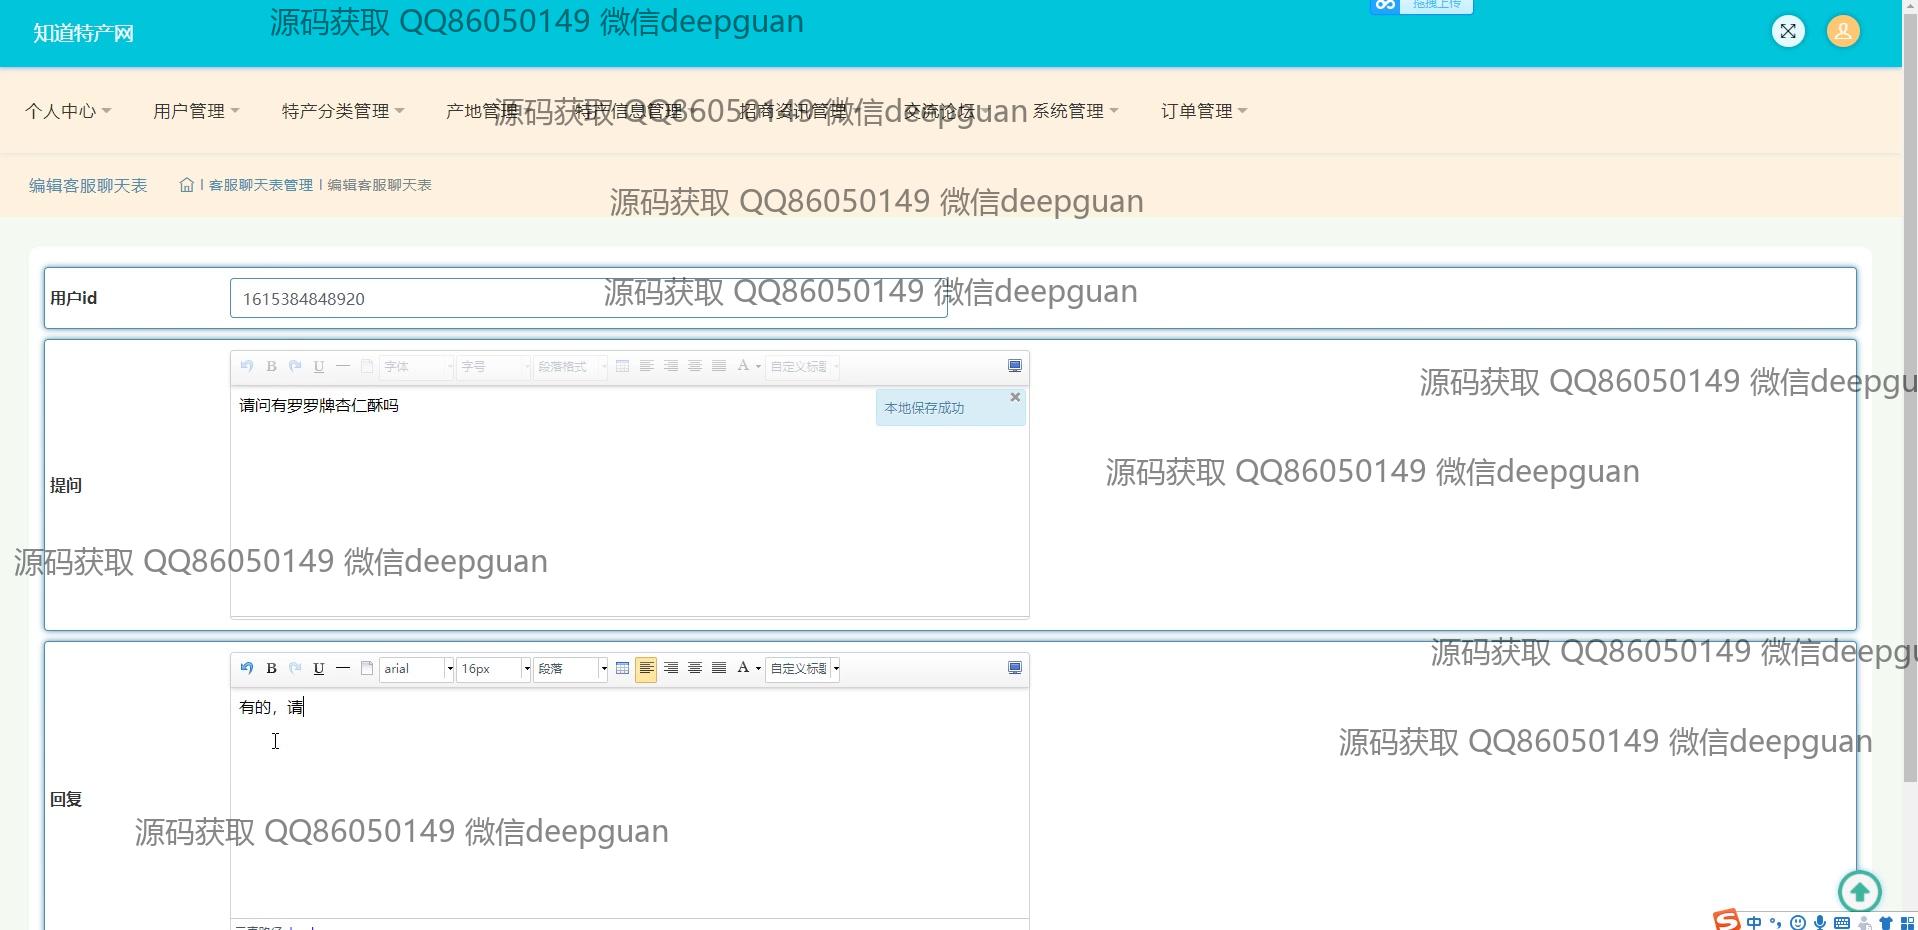 知道特产网
源码获取 QQ86050149 微信deepguan
拖拽上传
个人中心 用户管理 特产分类管理 产地管理 特产信息管理 招商资讯管理 交流论坛 系统管理 订单管理
源码获取 QQ86050149 微信deepguan
编辑客服聊天表 客服聊天表管理 编辑客服聊天表
源码获取 QQ86050149 微信deepguan
用户id 1615384848920
源码获取 QQ86050149 微信deepguan
B U 字体 字号 段落格式 A 自定义标题
源码获取 QQ86050149 微信deepgu
请问有罗罗牌杏仁酥吗
本地保存成功
源码获取 QQ86050149 微信deepguan
提问
源码获取 QQ86050149 微信deepguan
源码获取 QQ86050149 微信deepgu
B U arial 16px 段落 A 自定义标题
有的，请
源码获取 QQ86050149 微信deepguan
回复
源码获取 QQ86050149 微信deepguan
中